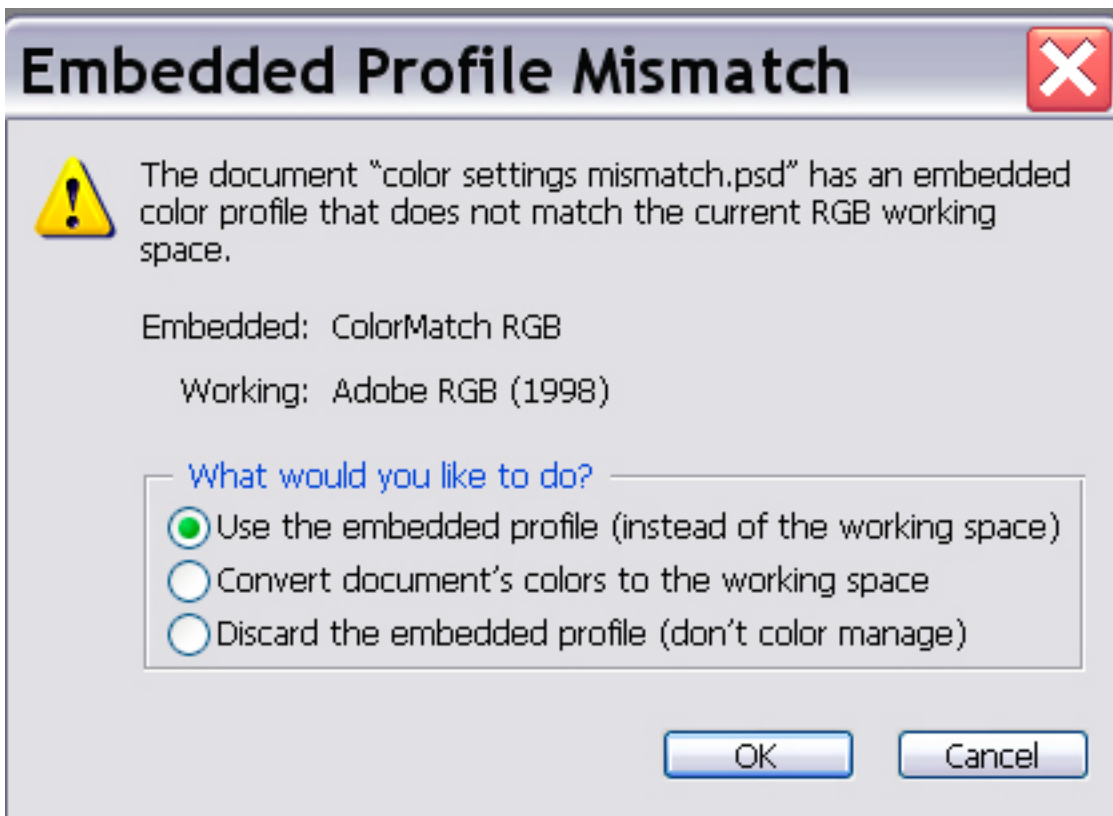 Embedded Profile Mismatch
The document “color settings mismatch.psd” has an embedded
color profile that does not match the current RGB working
space.
Embedded: ColorMatch RGB
Working: Adobe RGB (1998)
What would you like to do?
Use the embedded profile (instead of the working space)
Convert document's colors to the working space
Discard the embedded profile (don't color manage)
OK Cancel